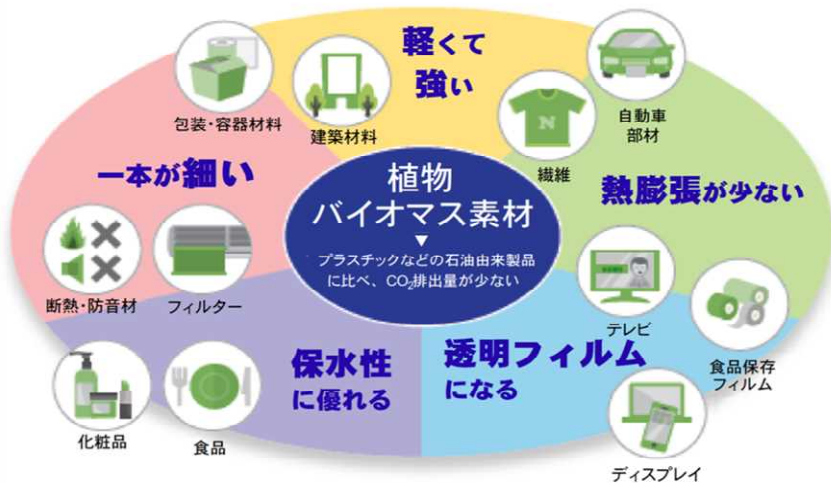 軽くて
強い
包装・容器材料
建築材料
繊維
N
自動車
部材
一本が細い
熱膨張が少ない
植物
バイオマス素材
▼
プラスチックなどの石油由来製品
に比べ、CO₂排出量が少ない
断熱・防音材
フィルター
テレビ
食品保存
フィルム
保水性
に優れる
透明フィルム
になる
化粧品
食品
ディスプレイ